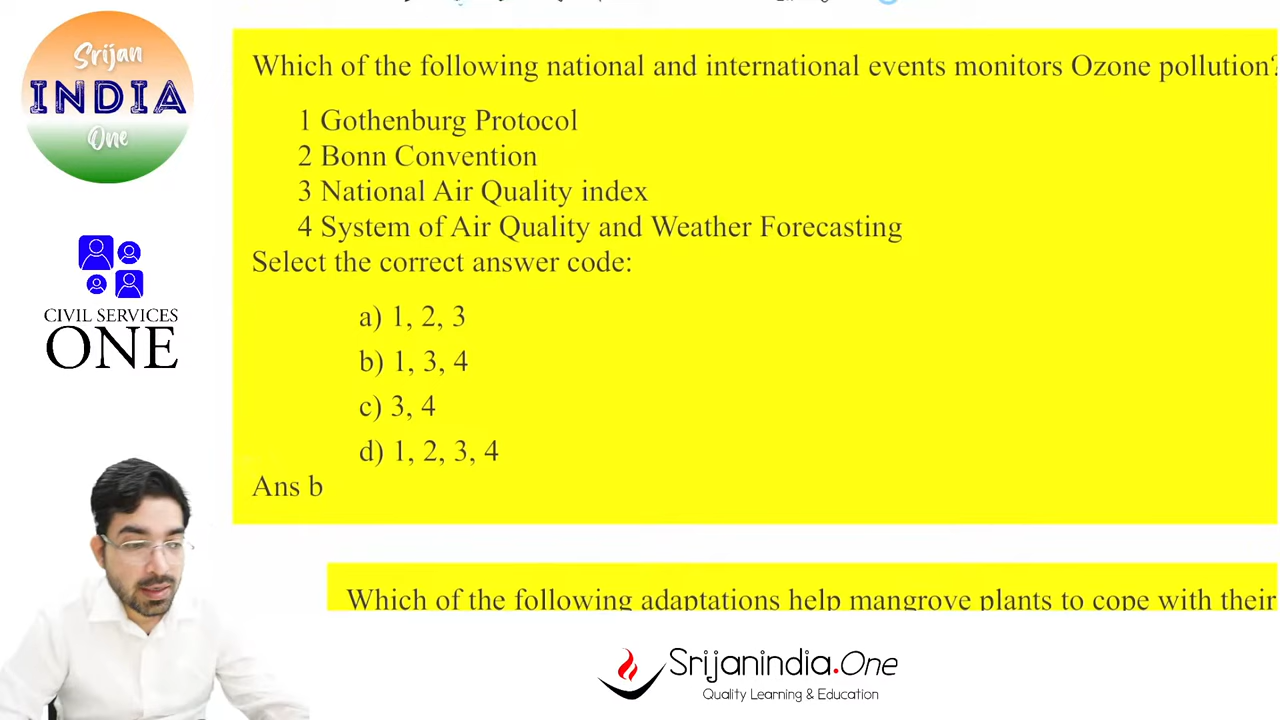 Srijan
INDIA
One
CIVIL SERVICES
ONE
Which of the following national and international events monitors Ozone pollution?
1 Gothenburg Protocol
2 Bonn Convention
3 National Air Quality index
4 System of Air Quality and Weather Forecasting
Select the correct answer code:
a) 1, 2, 3
b) 1, 3, 4
c) 3, 4
d) 1, 2, 3, 4
Ans b
Which of the following adaptations help mangrove plants to cope with their
Srijanindia.One
Quality Learning & Education